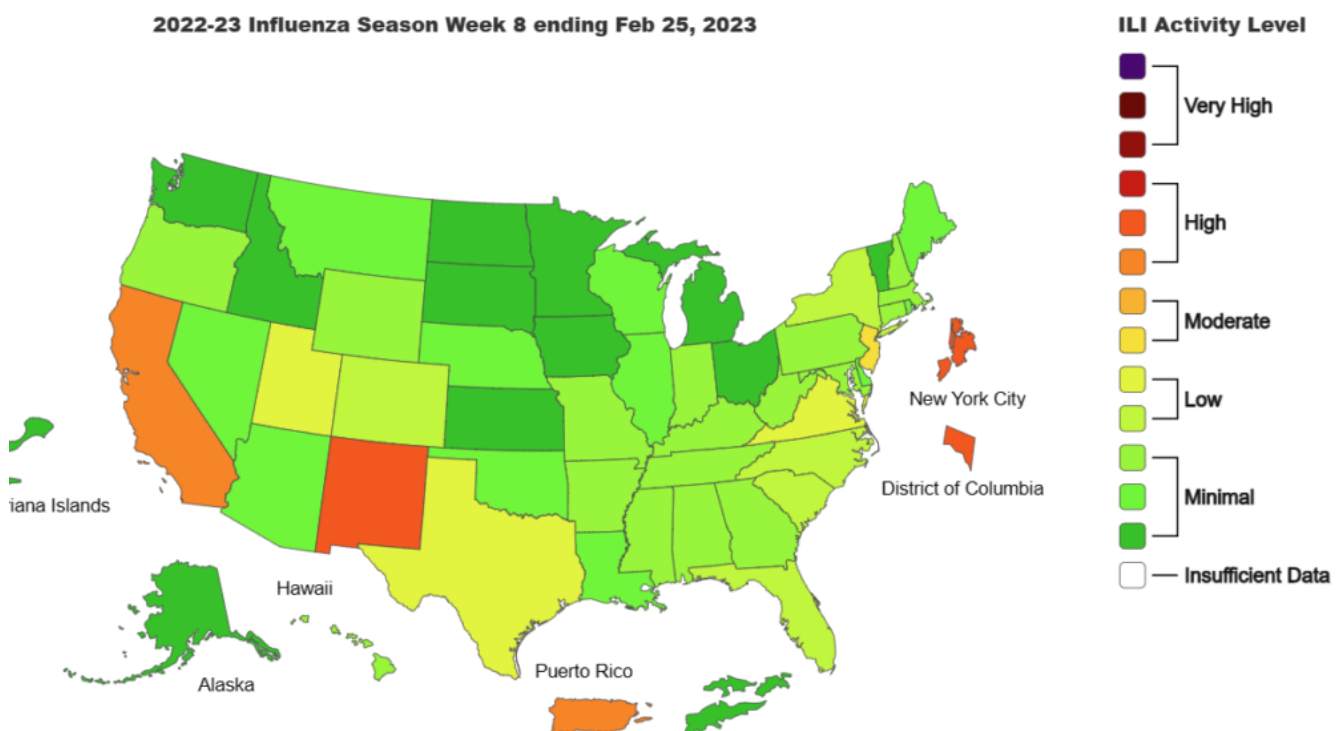 2022-23 Influenza Season Week 8 ending Feb 25, 2023
ILI Activity Level
Very High
High
Moderate
Low
Minimal
Insufficient Data
New York City
District of Columbia
riana Islands
Hawaii
Alaska
Puerto Rico